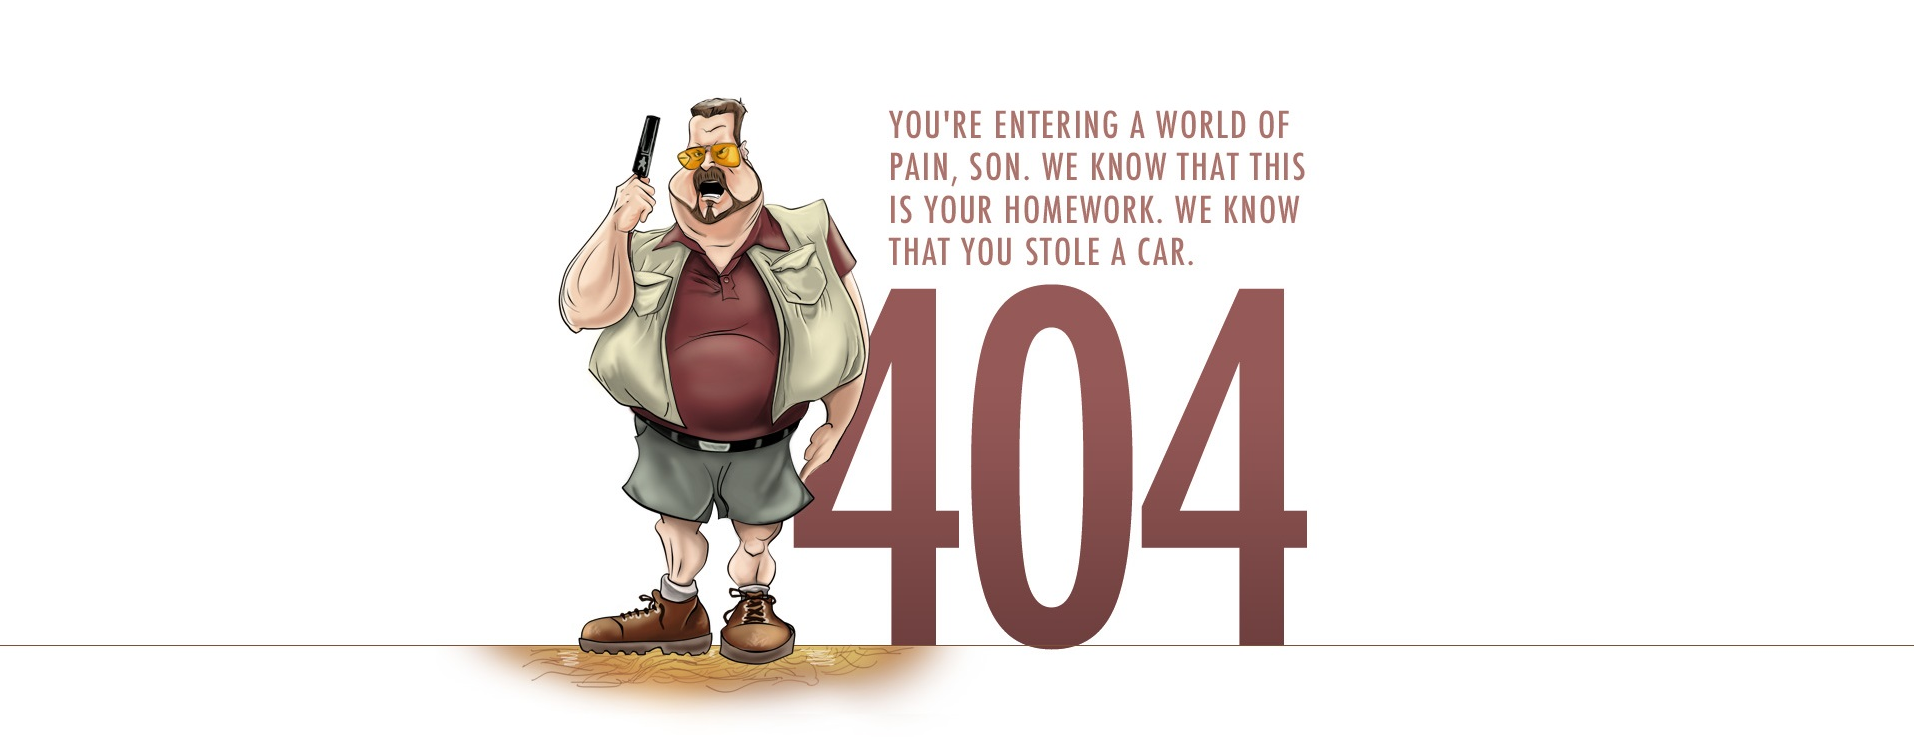 YOU'RE ENTERING A WORLD OF
PAIN, SON. WE KNOW THAT THIS
IS YOUR HOMEWORK. WE KNOW
THAT YOU STOLE A CAR.
404